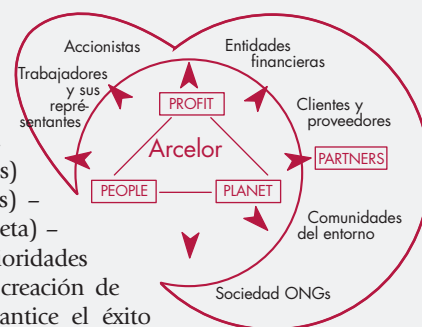 Accionistas
Entidades
financieras
Trabajadores
y sus
repré-
sentantes
PROFIT
Clientes y
proveedores
Arcelor
PARTNERS
PEOPLE
PLANET
Comunidades
del entorno
Sociedad ONGs
s)
s) –
eta) –
oridades
creación de
antice el éxito